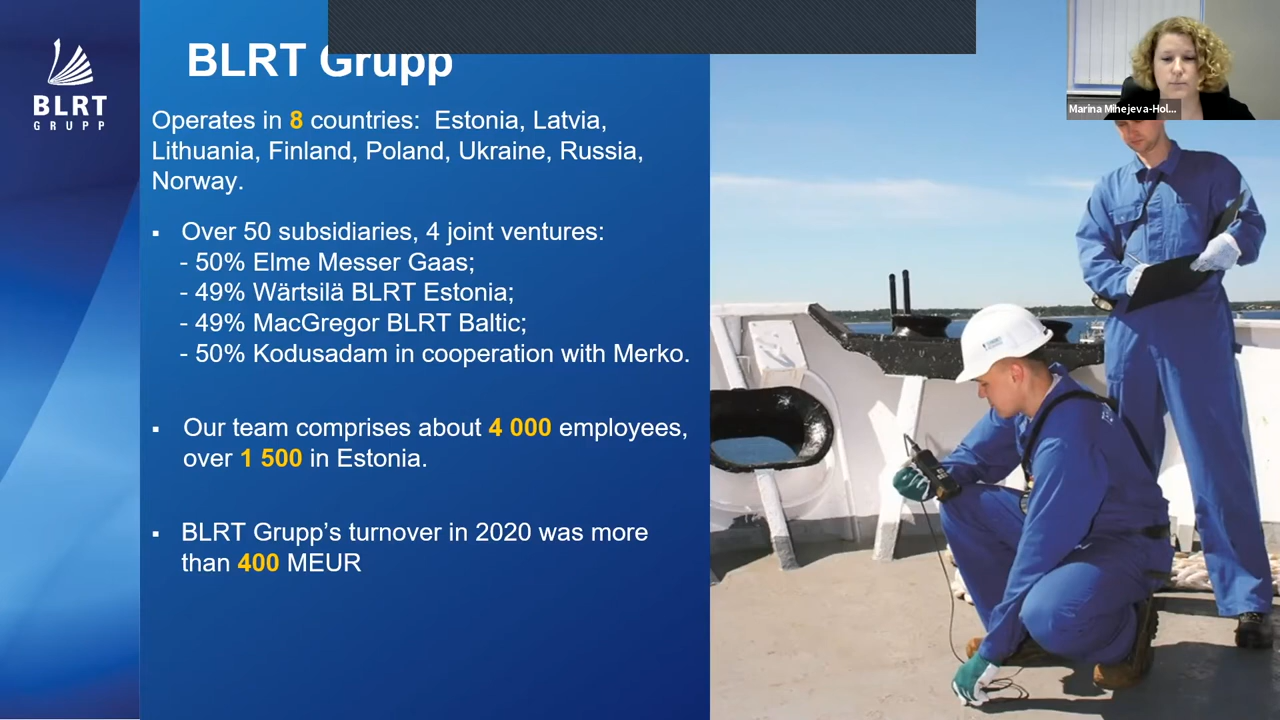 BLRT Grupp
BLRT
GRUPP
Operates in 8 countries: Estonia, Latvia,
Lithuania, Finland, Poland, Ukraine, Russia,
Norway.
▪ Over 50 subsidiaries, 4 joint ventures:
- 50% Elme Messer Gaas;
- 49% Wärtsilä BLRT Estonia;
- 49% MacGregor BLRT Baltic;
- 50% Kodusadam in cooperation with Merko.
▪ Our team comprises about 4 000 employees,
over 1 500 in Estonia.
▪ BLRT Grupp’s turnover in 2020 was more
than 400 MEUR
Marina Mihejeva-Hol...